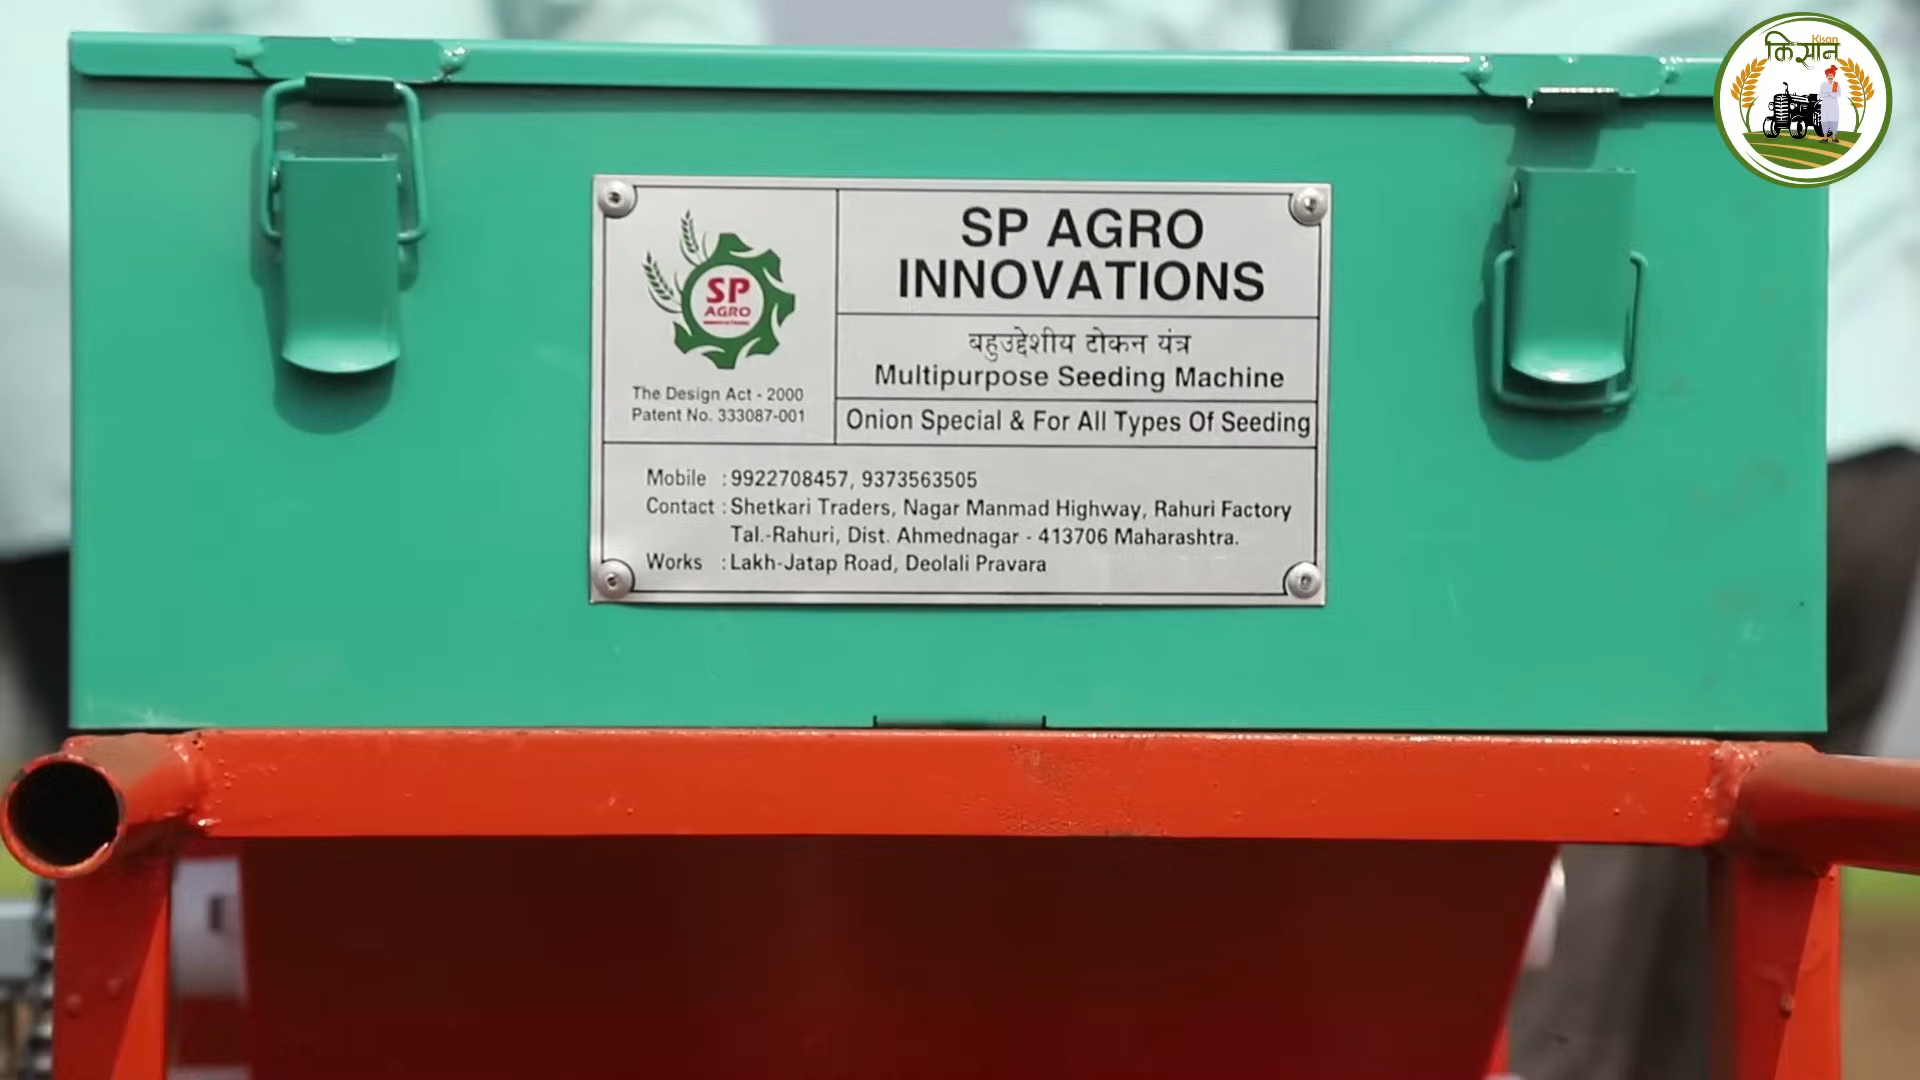 Kisan
किसान
SP AGRO
INNOVATIONS
SP
AGRO
INNOVATIONS
बहुउद्देशीय टोकन यंत्र
Multipurpose Seeding Machine
The Design Act - 2000
Patent No. 333087-001
Onion Special & For All Types Of Seeding
Mobile : 9922708457, 9373563505
Contact : Shetkari Traders, Nagar Manmad Highway, Rahuri Factory
Tal.-Rahuri, Dist. Ahmednagar - 413706 Maharashtra.
Works : Lakh-Jatap Road, Deolali Pravara